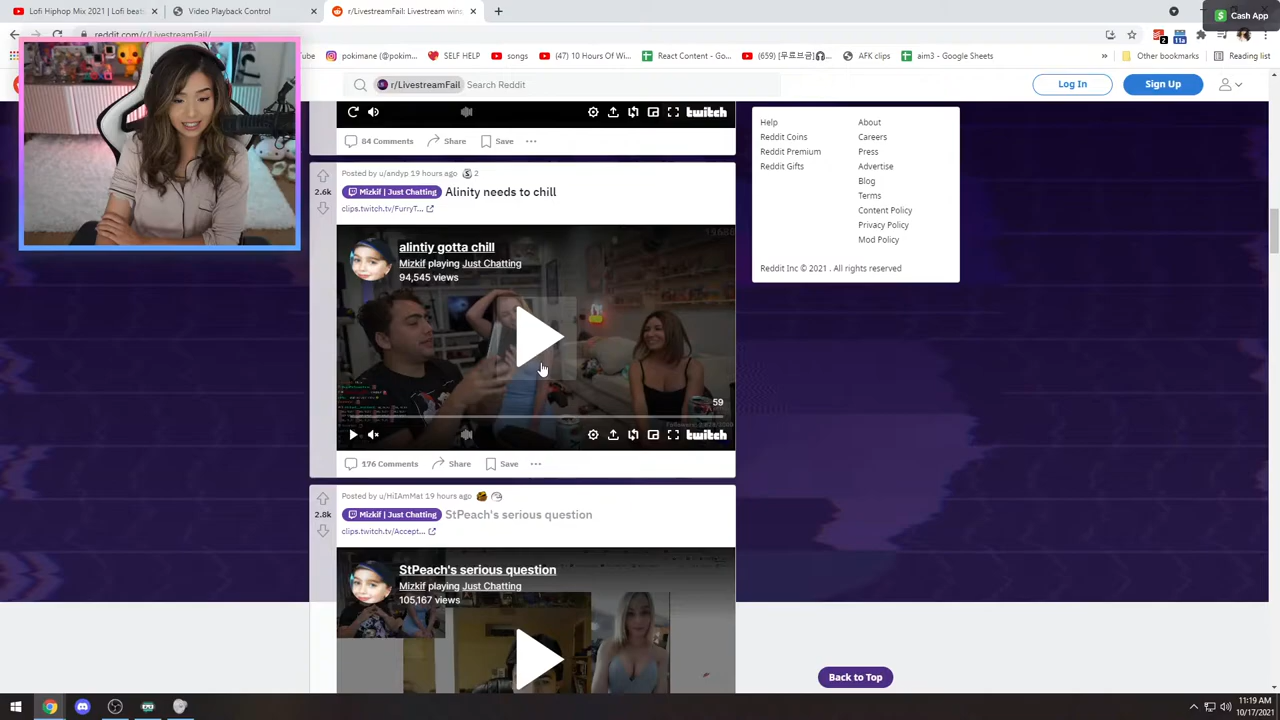 Lofi Hiphop Mix 2021 | Lofi beats
Video Playback Control
r/LivestreamFail: Livestream wins
Cash App
reddit.com/r/LivestreamFail/
pokimane (@pokim...
SELF HELP
songs
(47) 10 Hours Of Wi...
React Content - Go...
(659) [무료브금]
AFK clips
aim3 - Google Sheets
Other bookmarks
Reading list
r/LivestreamFail
Search Reddit
Log In
Sign Up
twitch
84 Comments Share Save
Posted by u/andyp 19 hours ago 2
2.6k
Mizkif | Just Chatting Alinity needs to chill
clips.twitch.tv/FurryT...
alintiy gotta chill
Mizkif playing Just Chatting
94,545 views
59
twitch
176 Comments Share Save
Posted by u/HiIAmMat 19 hours ago
2.8k
Mizkif | Just Chatting StPeach's serious question
clips.twitch.tv/Accept...
StPeach's serious question
Mizkif playing Just Chatting
105,167 views
Help
About
Reddit Coins
Careers
Reddit Premium
Press
Reddit Gifts
Advertise
Blog
Terms
Content Policy
Privacy Policy
Mod Policy
Reddit Inc © 2021 . All rights reserved
Back to Top
11:19 AM
10/17/2021